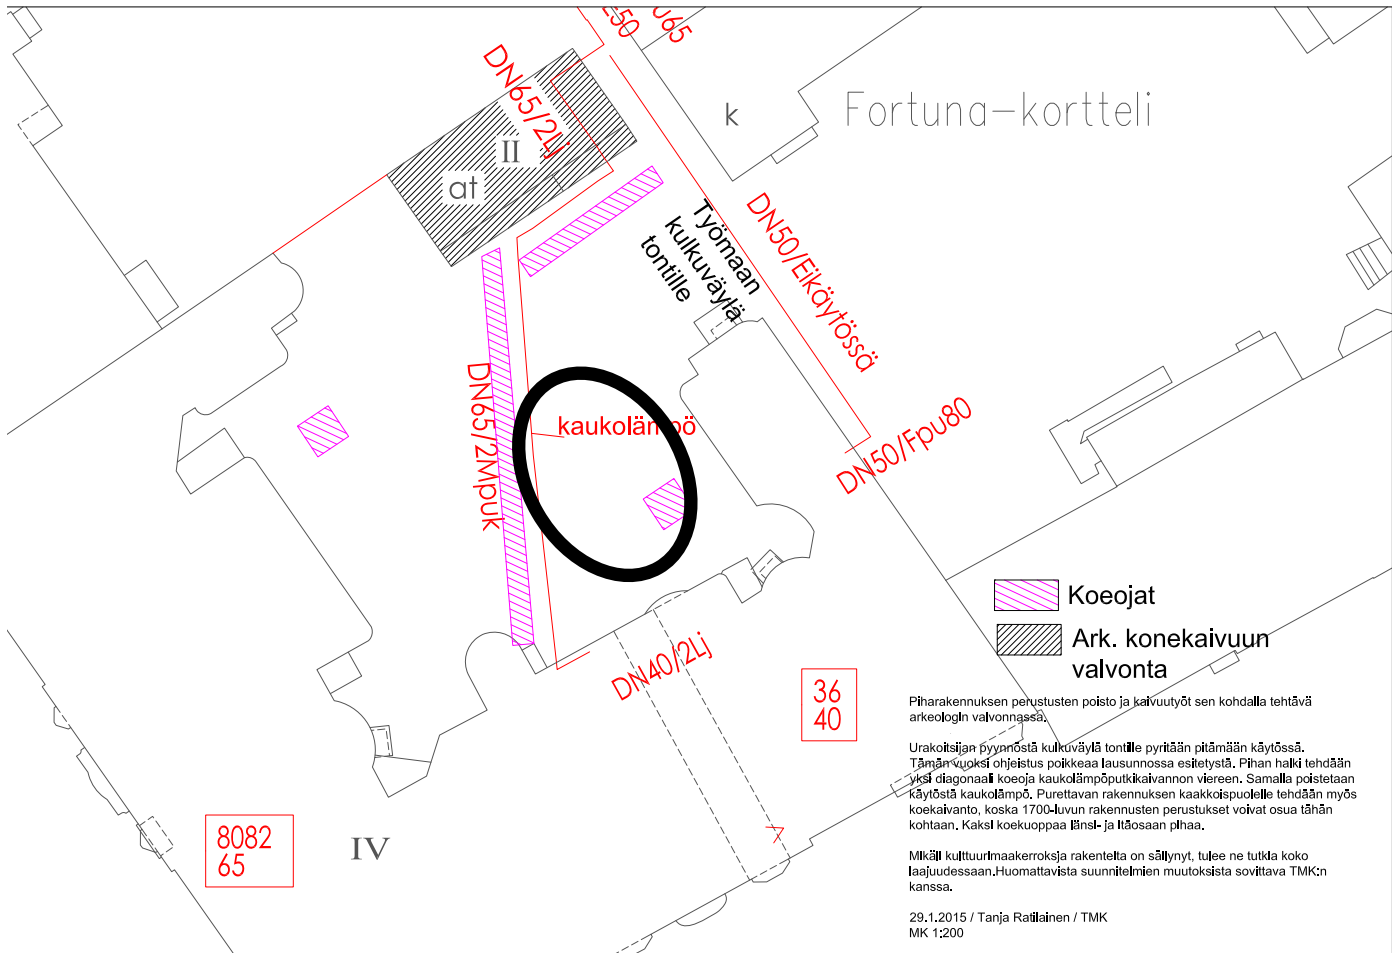 DN65/2Lj
II
at
k
Fortuna-kortteli
Työmaan
kulkuväylä
tontille
DN50/Eikäytössä
DN65/2Mpuk
kaukolämpö
DN50/Fpu80
DN40/2Lj
Koeojat
Ark. konekaivuun
valvonta
36
40
8082
65
IV
7
Piharakennuksen perustusten poisto ja kaivuutyöt sen kohdalla tehtävä
arkeologin valvonnassa.
Urakoitsijan pyynnöstä kulkuväylä tontille pyritään pitämään käytössä.
Tämän vuoksi ohjeistus poikkeaa lausunnossa esitetystä. Pihan halki tehdään
yksi diagonaali koeoja kaukolämpöputkikaivannon viereen. Samalla poistetaan
käytöstä kaukolämpö. Purettavan rakennuksen kaakkoispuolelle tehdään myös
koekaivanto, koska 1700-luvun rakennusten perustukset voivat osua tähän
kohtaan. Kaksi koekuoppaa länsi- ja itäosaan pihaa.
Mikäli kulttuurimaakerroksja rakenteita on säilynyt, tulee ne tutkia koko
laajuudessaan.Huomattavista suunnitelmien muutoksista sovittava TMK:n
kanssa.
29.1.2015 / Tanja Ratilainen / TMK
MK 1:200